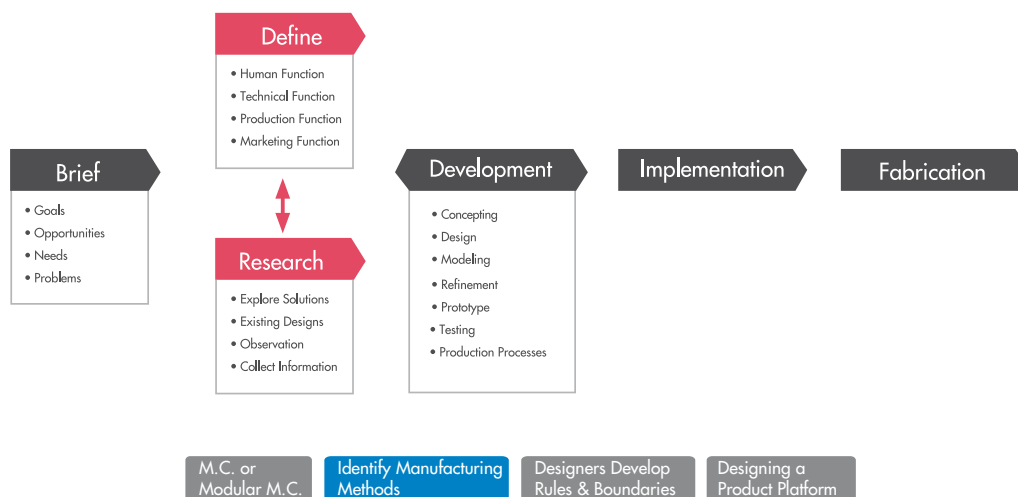 Brief
• Goals
• Opportunities
• Needs
• Problems
Define
• Human Function
• Technical Function
• Production Function
• Marketing Function
Research
• Explore Solutions
• Existing Designs
• Observation
• Collect Information
Development
• Concepting
• Design
• Modeling
• Refinement
• Prototype
• Testing
• Production Processes
Implementation
Fabrication
M.C. or
Modular M.C.
Identify Manufacturing
Methods
Designers Develop
Rules & Boundaries
Designing a
Product Platform